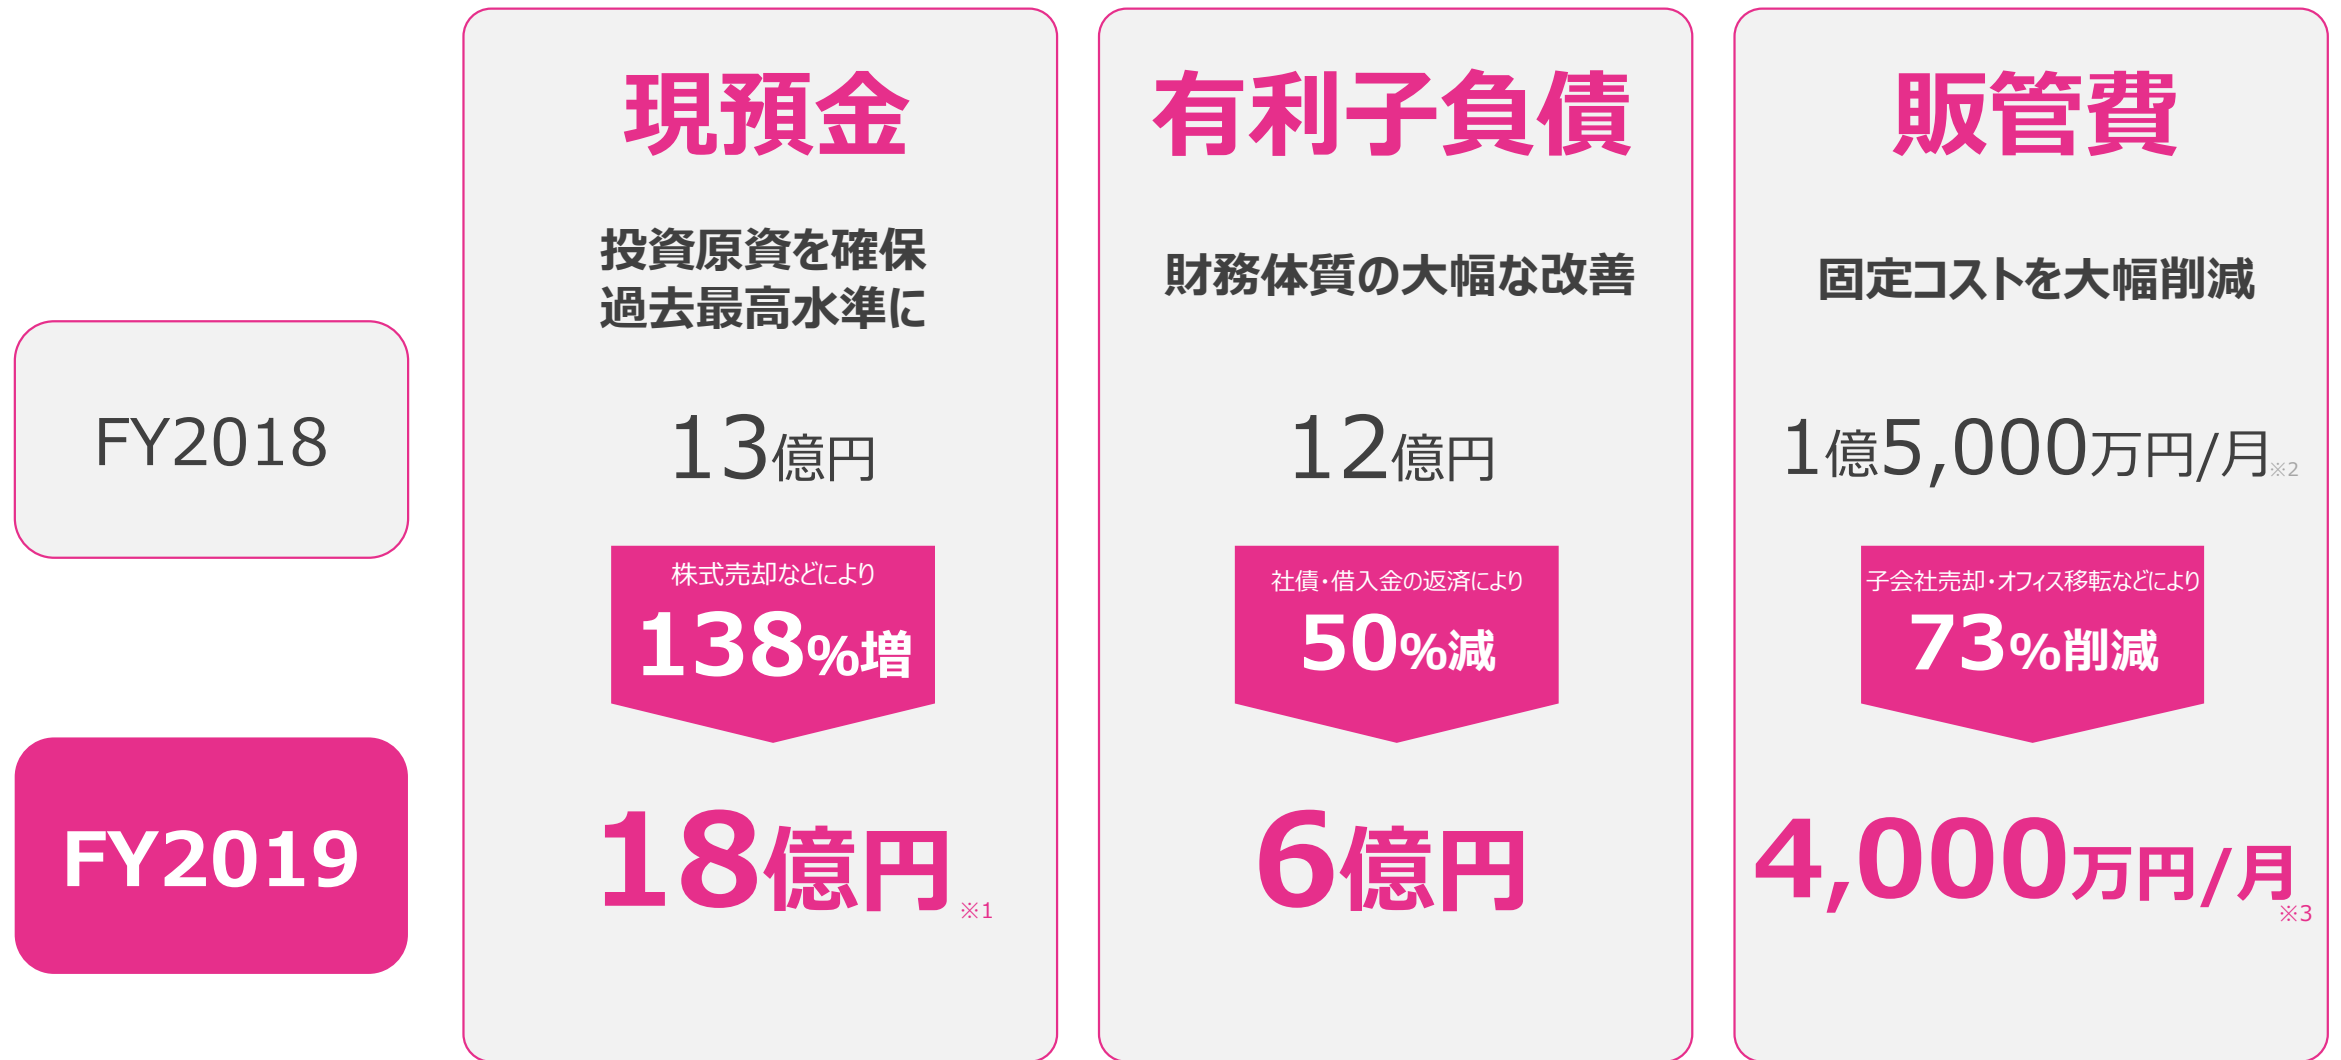 現預金
投資原資を確保
過去最高水準に
有利子負債
財務体質の大幅な改善
販管費
固定コストを大幅削減
FY2018
13億円
12億円
1億5,000万円/月※2
株式売却などにより
138%増
社債・借入金の返済により
50%減
子会社売却・オフィス移転などにより
73%削減
FY2019
18億円※1
6億円
4,000万円/月※3